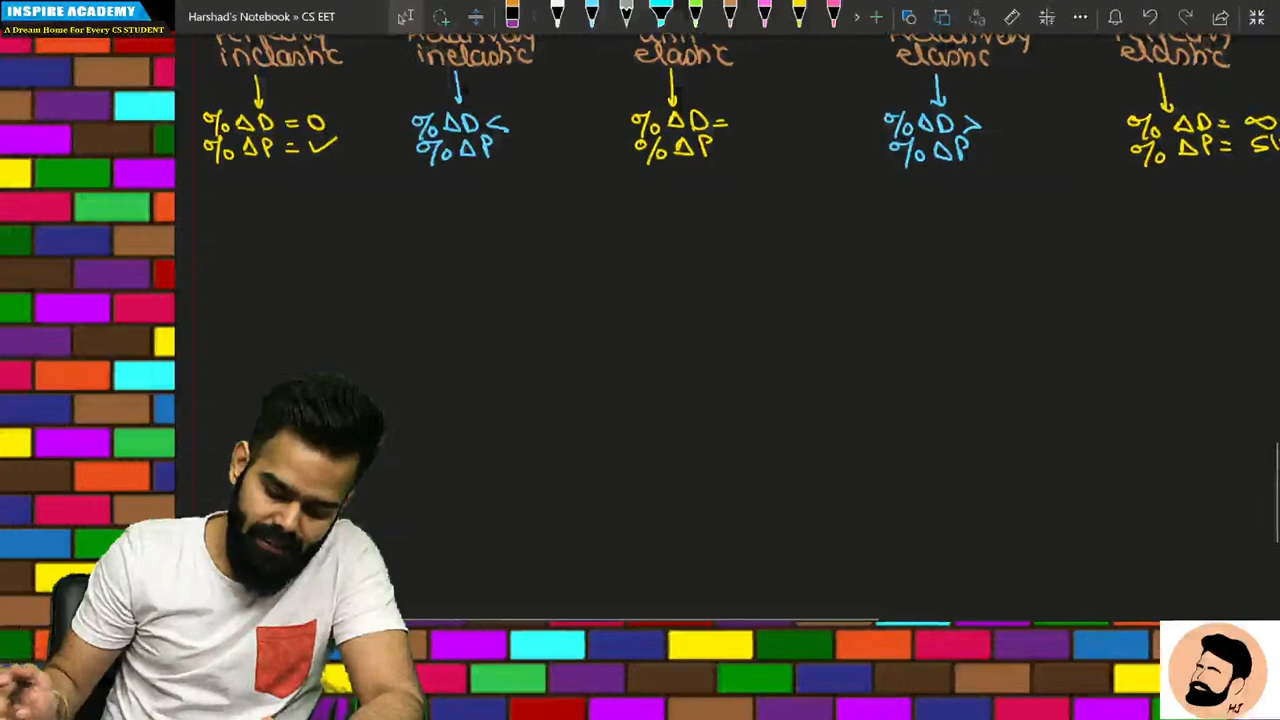 INSPIRE ACADEMY
A Dream Home For Every CS STUDENT
Harshad's Notebook » CS EET
inelastic
inelastic
elastic
elastic
elastic
%ΔD = 0
%ΔP = ✓
%ΔD <
%ΔP
%ΔD =
%ΔP
%ΔD >
%ΔP
% ΔD = ∞
% ΔP =